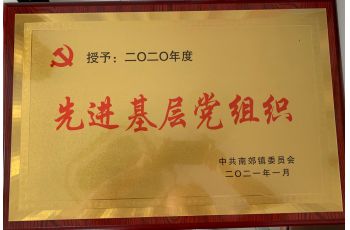 授予：二〇二〇年度
先进基层党组织
中共南郊镇委员会
二〇二一年一月